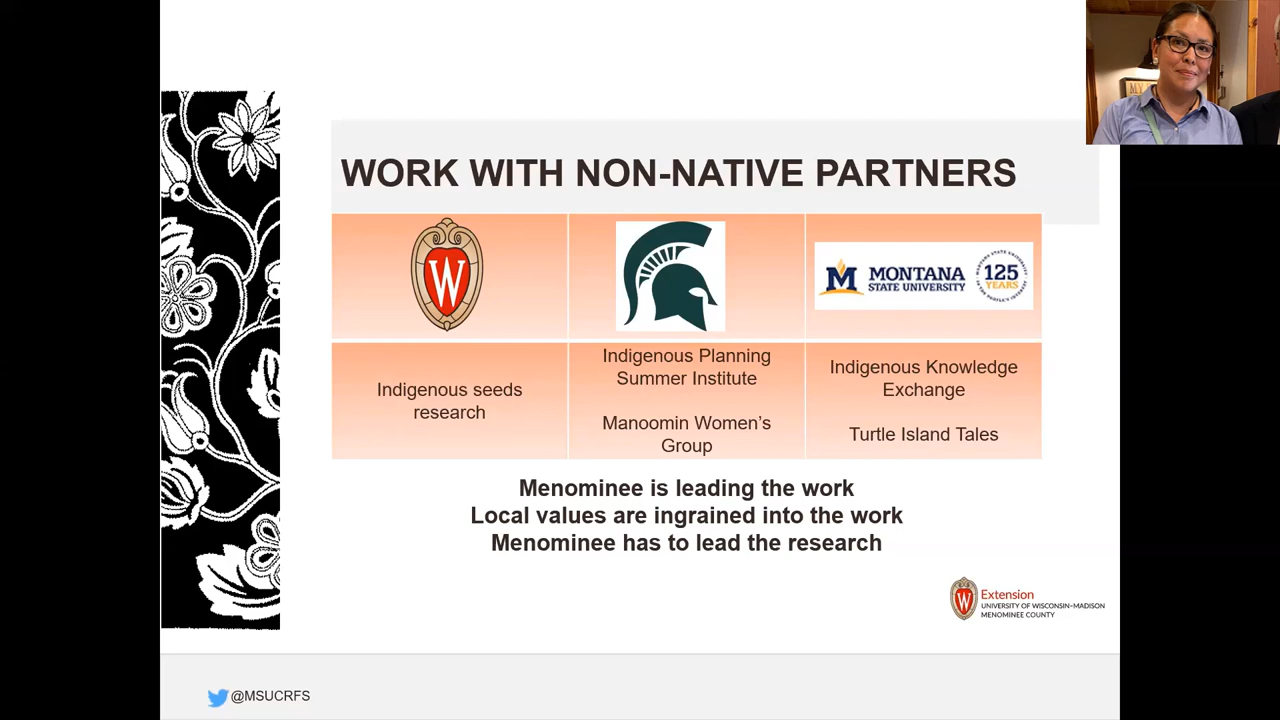 MY
WORK WITH NON-NATIVE PARTNERS
W
M MONTANA
STATE UNIVERSITY
125
YEARS
Indigenous seeds
research
Indigenous Planning
Summer Institute
Manoomin Women's
Group
Indigenous Knowledge
Exchange
Turtle Island Tales
Menominee is leading the work
Local values are ingrained into the work
Menominee has to lead the research
W
Extension
UNIVERSITY OF WISCONSIN–MADISON
MENOMINEE COUNTY
@MSUCRFS